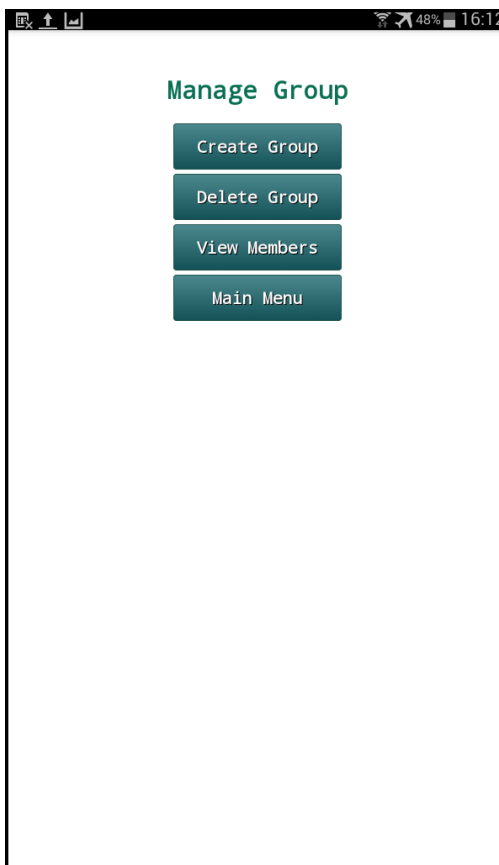 48% 16:12
Manage Group
Create Group
Delete Group
View Members
Main Menu